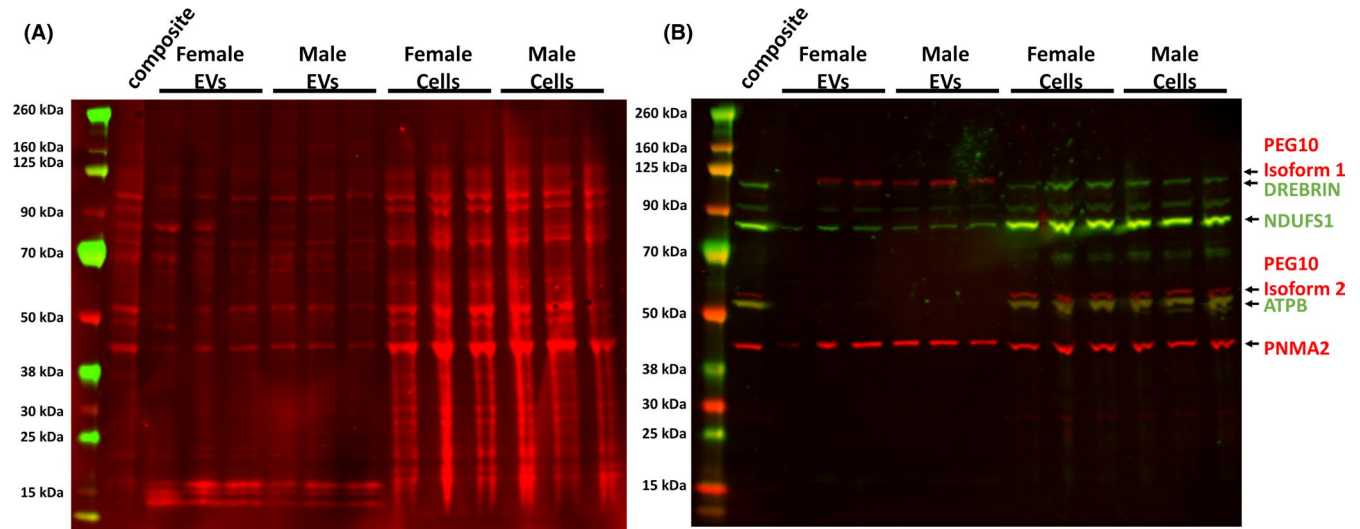 (A)
composite
Female
EVs
Male
EVs
Female
Cells
Male
Cells
260 kDa
160 kDa
125 kDa
90 kDa
70 kDa
50 kDa
38 kDa
30 kDa
25 kDa
15 kDa
(B)
composite
Female
EVs
Male
EVs
Female
Cells
Male
Cells
260 kDa
160 kDa
125 kDa
90 kDa
70 kDa
50 kDa
38 kDa
30 kDa
25 kDa
15 kDa
PEG10
Isoform 1
DREBRIN
NDUFS1
PEG10
Isoform 2
ATPB
PNMA2